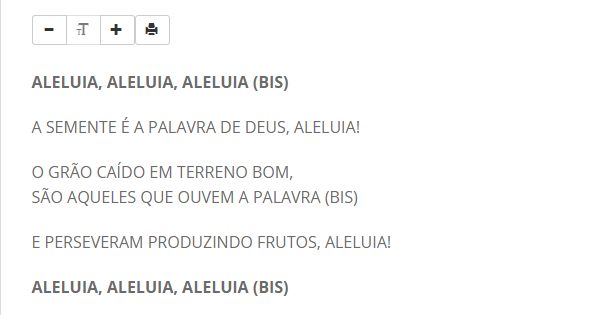 ALELUIA, ALELUIA, ALELUIA (BIS)
A SEMENTE É A PALAVRA DE DEUS, ALELUIA!
O GRÃO CAÍDO EM TERRENO BOM,
SÃO AQUELES QUE OUVEM A PALAVRA (BIS)
E PERSEVERAM PRODUZINDO FRUTOS, ALELUIA!
ALELUIA, ALELUIA, ALELUIA (BIS)